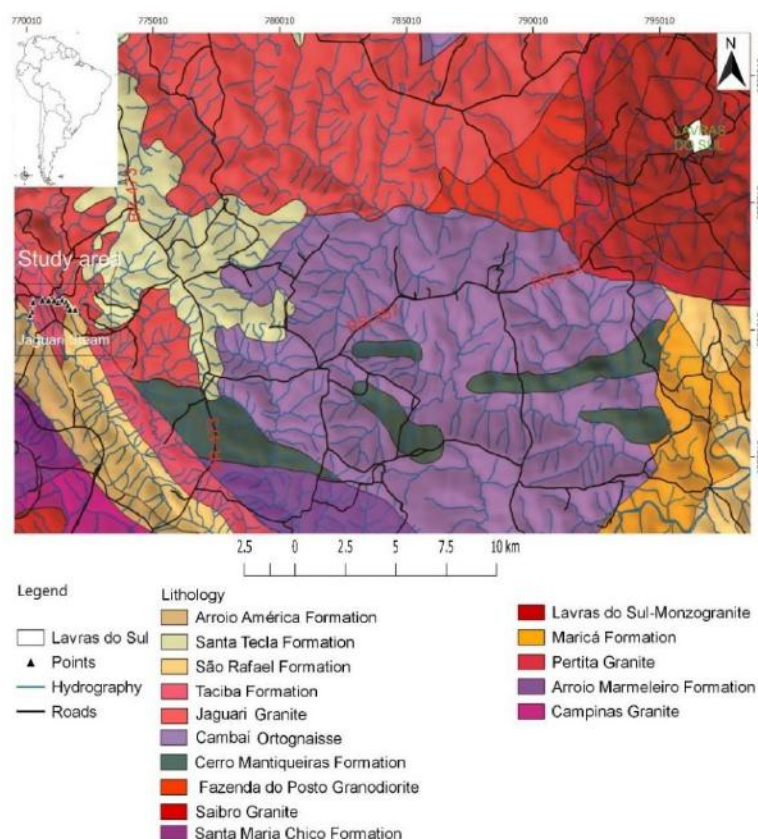 770010 775010 780010 785010 790010 795010
N
LAVRAS
DO SUL
Study area
Jaguari Stream
2.5 0 2.5 5 7.5 10 km
Legend
Lavras do Sul
Points
Hydrography
Roads
Lithology
Arroio América Formation
Santa Tecla Formation
São Rafael Formation
Taciba Formation
Jaguari Granite
Cambai Ortognaisse
Cerro Mantiqueiras Formation
Fazenda do Posto Granodiorite
Saibro Granite
Santa Maria Chico Formation
Lavras do Sul-Monzogranite
Maricá Formation
Pertita Granite
Arroio Marmeleiro Formation
Campinas Granite